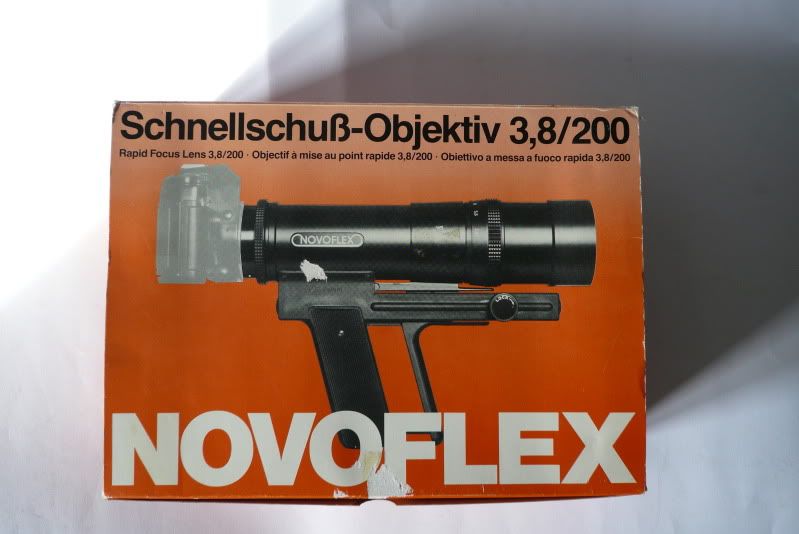 Schnellschuß-Objektiv 3,8/200
Rapid Focus Lens 3,8/200 · Objectif à mise au point rapide 3,8/200 · Obiettivo a messa a fuoco rapida 3,8/200
NOVOFLEX
LOCK
NOVOFLEX